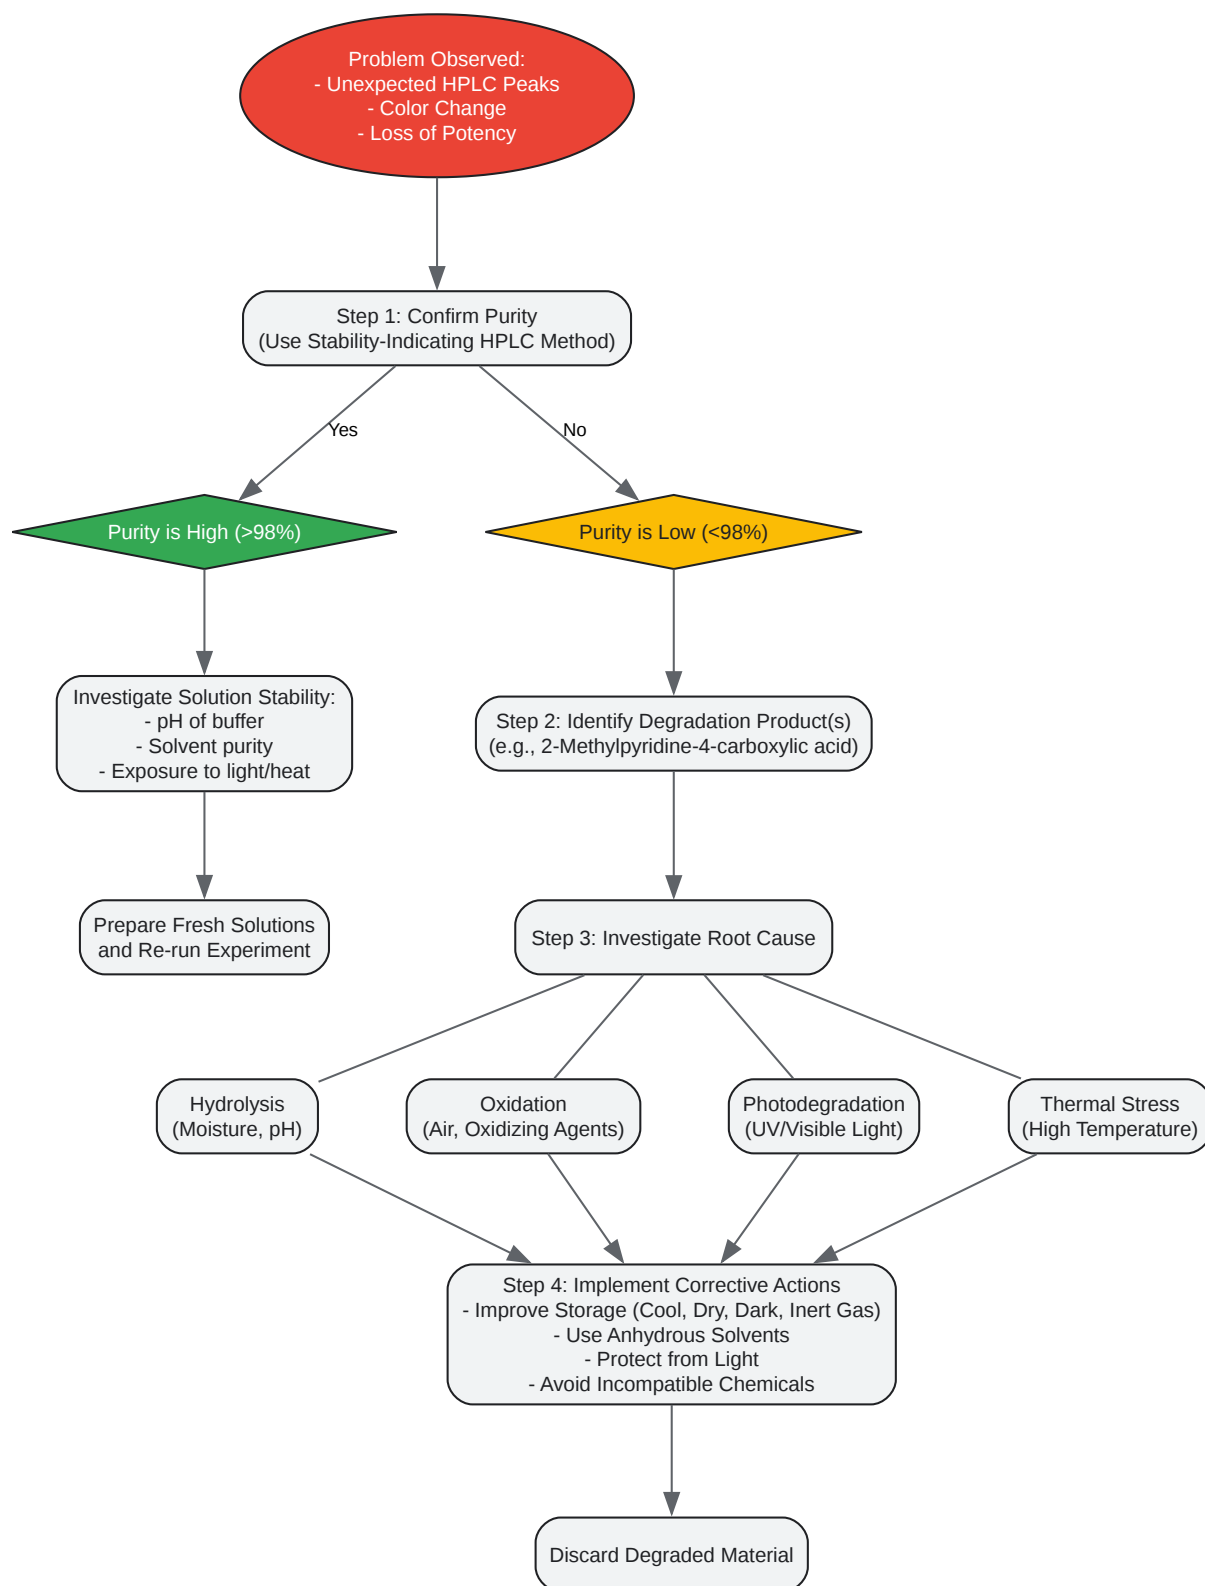 Problem Observed:
- Unexpected HPLC Peaks
- Color Change
- Loss of Potency
Step 1: Confirm Purity
(Use Stability-Indicating HPLC Method)
Yes
No
Purity is High (>98%)
Purity is Low (<98%)
Investigate Solution Stability:
- pH of buffer
- Solvent purity
- Exposure to light/heat
Step 2: Identify Degradation Product(s)
(e.g., 2-Methylpyridine-4-carboxylic acid)
Prepare Fresh Solutions
and Re-run Experiment
Step 3: Investigate Root Cause
Hydrolysis
(Moisture, pH)
Oxidation
(Air, Oxidizing Agents)
Photodegradation
(UV/Visible Light)
Thermal Stress
(High Temperature)
Step 4: Implement Corrective Actions
- Improve Storage (Cool, Dry, Dark, Inert Gas)
- Use Anhydrous Solvents
- Protect from Light
- Avoid Incompatible Chemicals
Discard Degraded Material